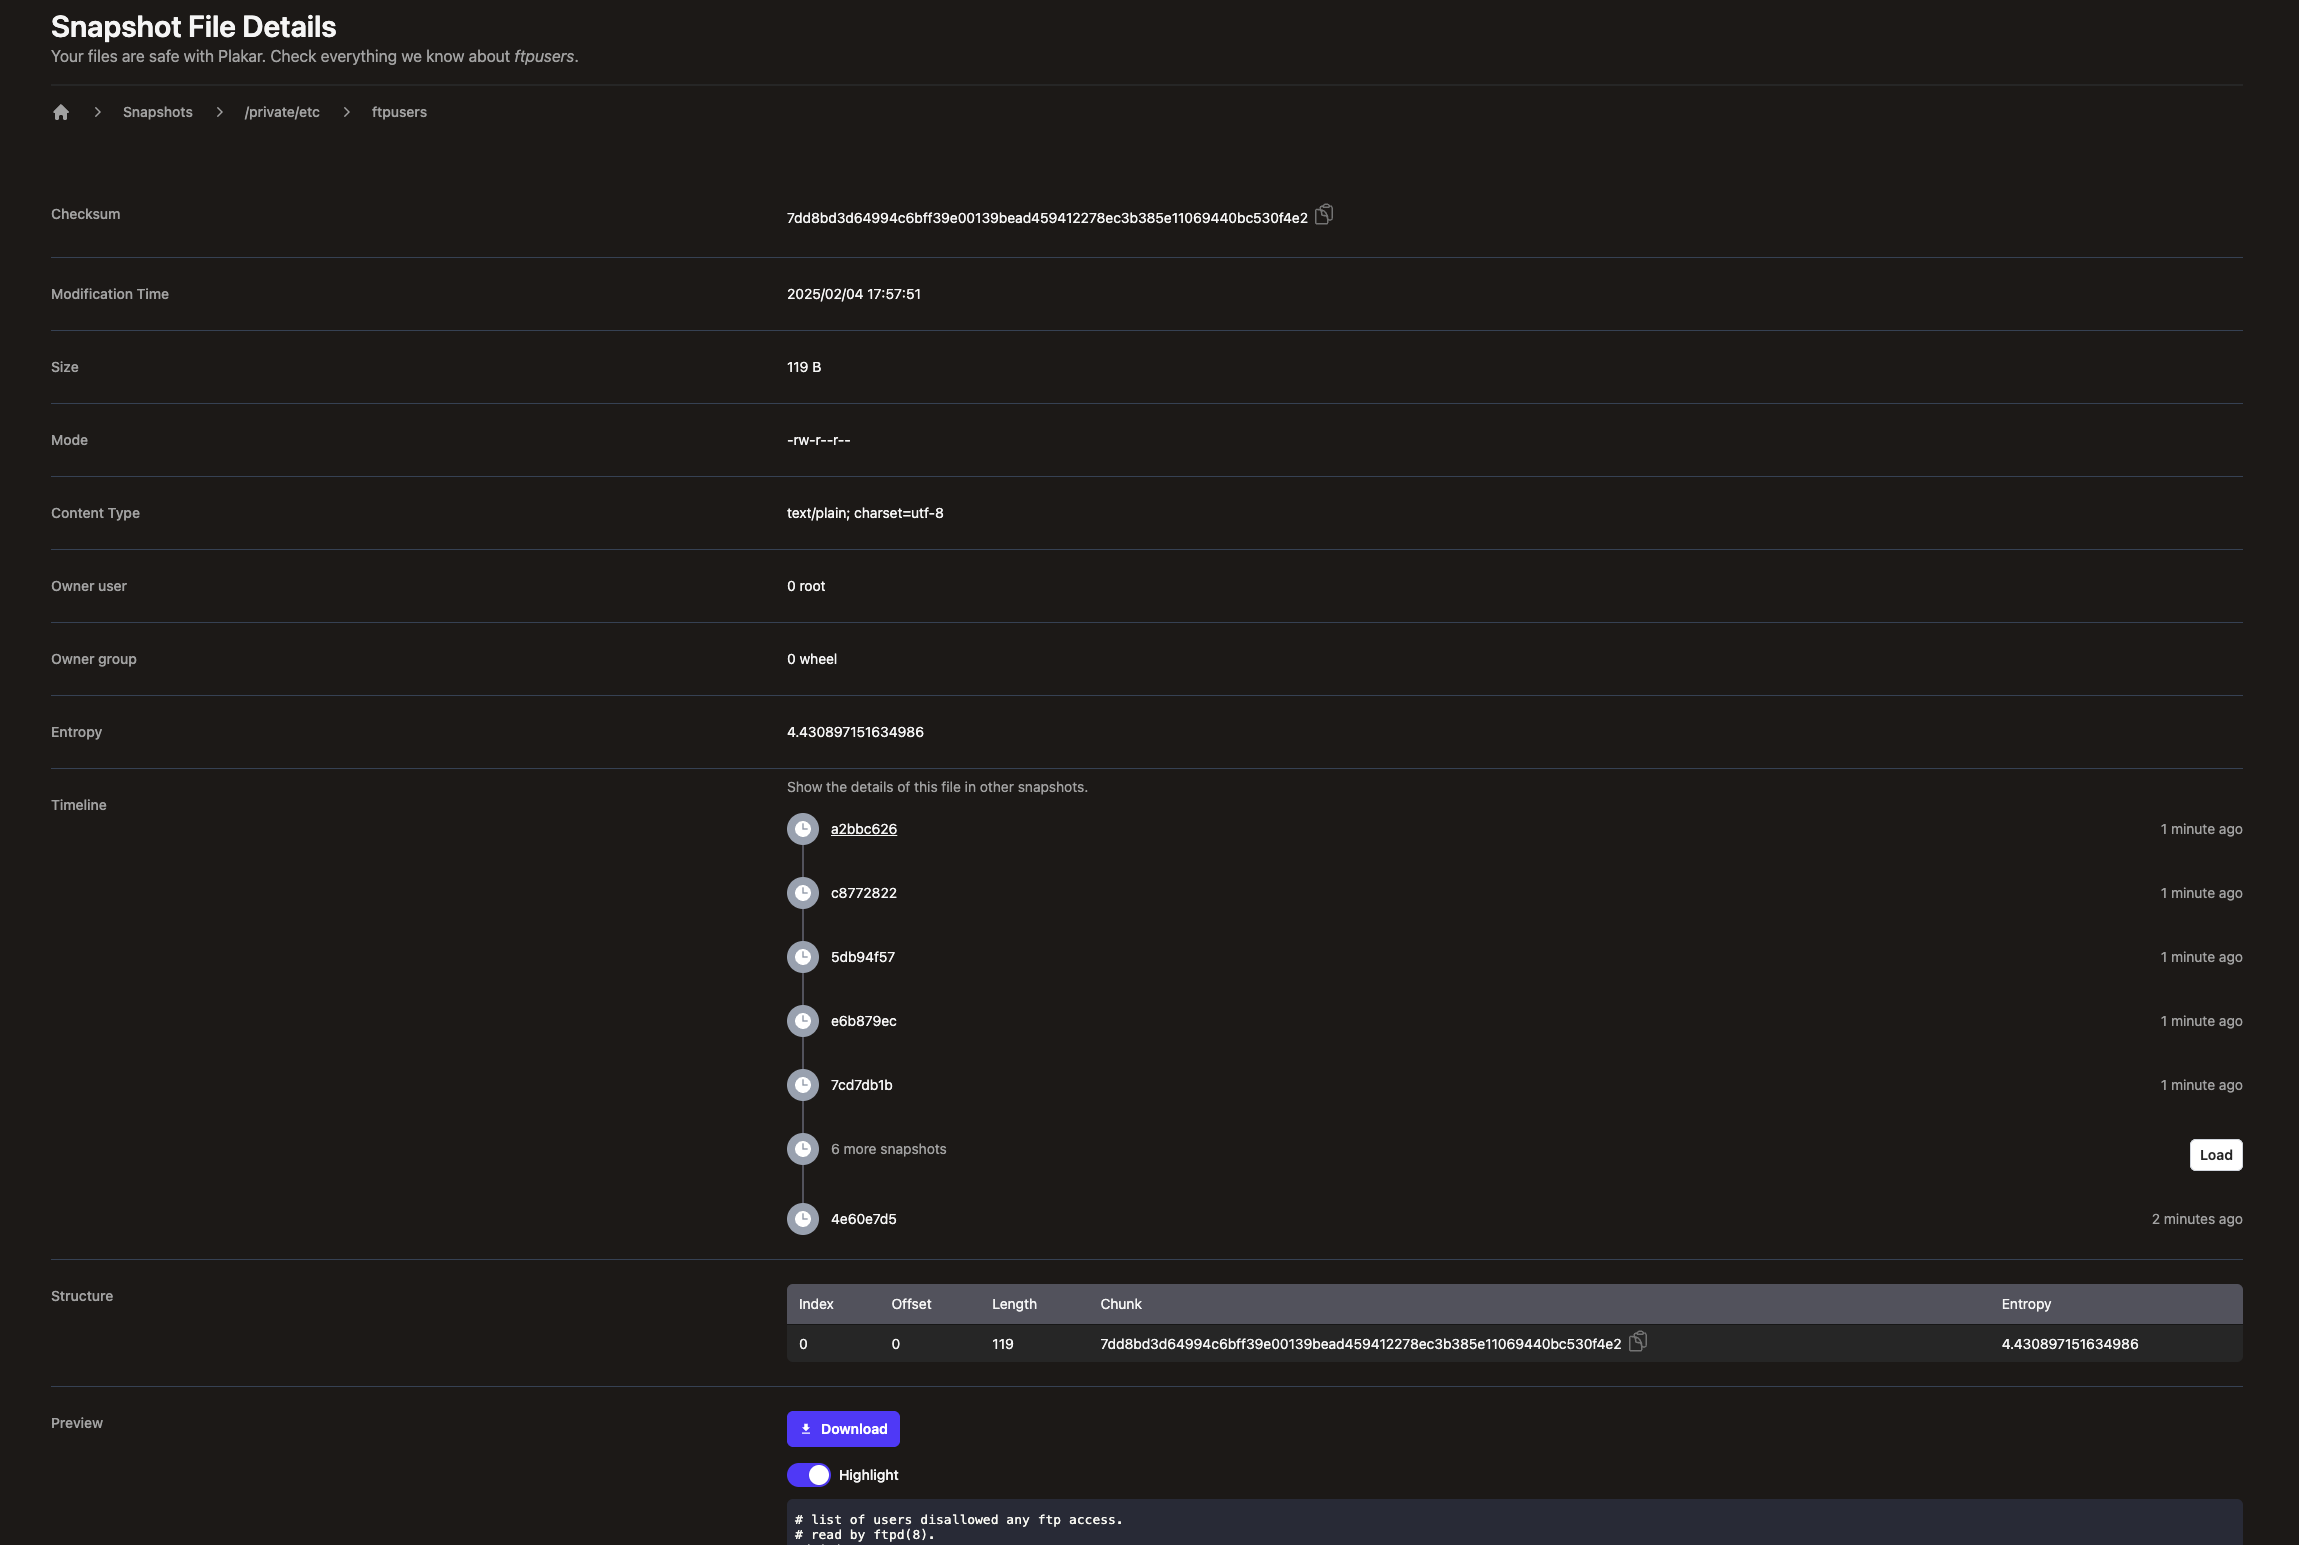 Snapshot File Details
Your files are safe with Plakar. Check everything we know about ftpusers.
Snapshots
/private/etc
ftpusers
Checksum
7dd8bd3d64994c6bff39e00139bead459412278ec3b385e11069440bc530f4e2
Modification Time
2025/02/04 17:57:51
Size
119 B
Mode
-rw-r--r--
Content Type
text/plain; charset=utf-8
Owner user
0 root
Owner group
0 wheel
Entropy
4.430897151634986
Timeline
Show the details of this file in other snapshots.
a2bbc626 1 minute ago
c8772822 1 minute ago
5db94f57 1 minute ago
e6b879ec 1 minute ago
7cd7db1b 1 minute ago
6 more snapshots Load
4e60e7d5 2 minutes ago
Structure
Index Offset Length Chunk Entropy
0 0 119 7dd8bd3d64994c6bff39e00139bead459412278ec3b385e11069440bc530f4e2 4.430897151634986
Preview
Download
Highlight
# list of users disallowed any ftp access.
# read by ftpd(8).